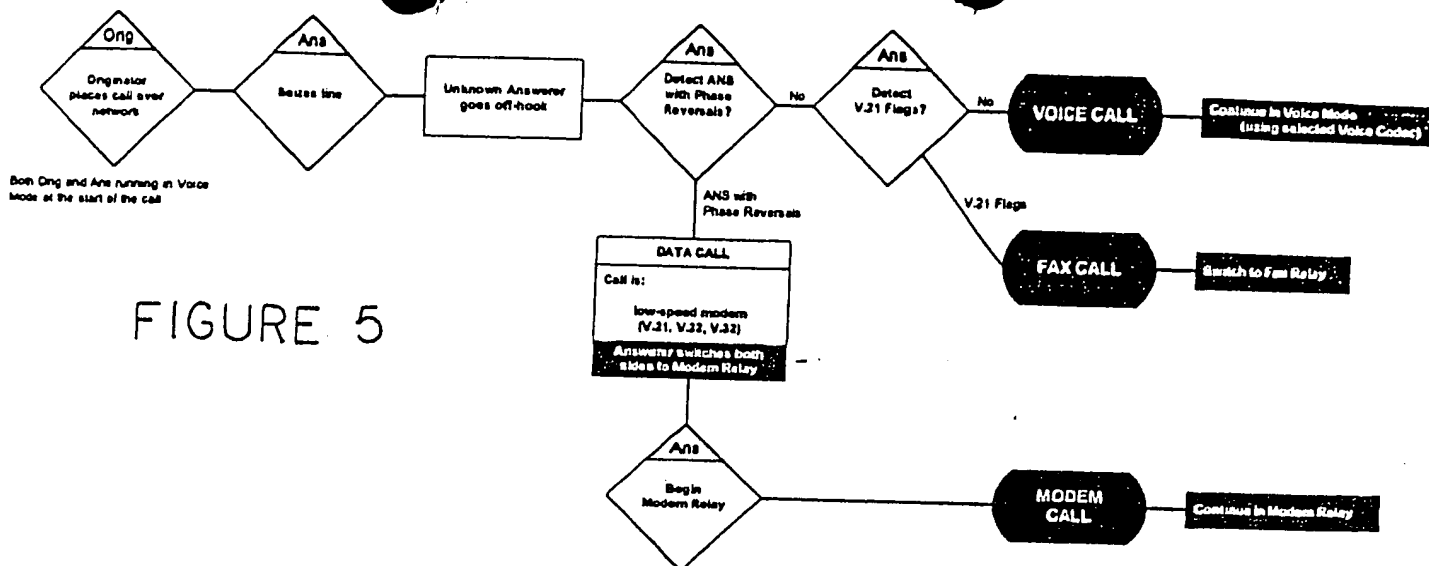 Orig
Originator
places call over
network
Both Orig and Ans running in Voice
Mode at the start of the call
Ans
Seizes line
Unknown Answerer
goes off-hook
Ans
Detect ANS
with Phase
Reversals?
No
Ans
Detect
V.21 Flags?
No
VOICE CALL
Continue in Voice Mode
(using selected Voice Codec)
V.21 Flags
FAX CALL
Switch to Fax Relay
ANS with
Phase Reversals
DATA CALL
Call is:
low-speed modem
(V.21, V.22, V.32)
Answerer switches both
sides to Modem Relay
Ans
Begin
Modem Relay
MODEM
CALL
Continue in Modem Relay
FIGURE 5